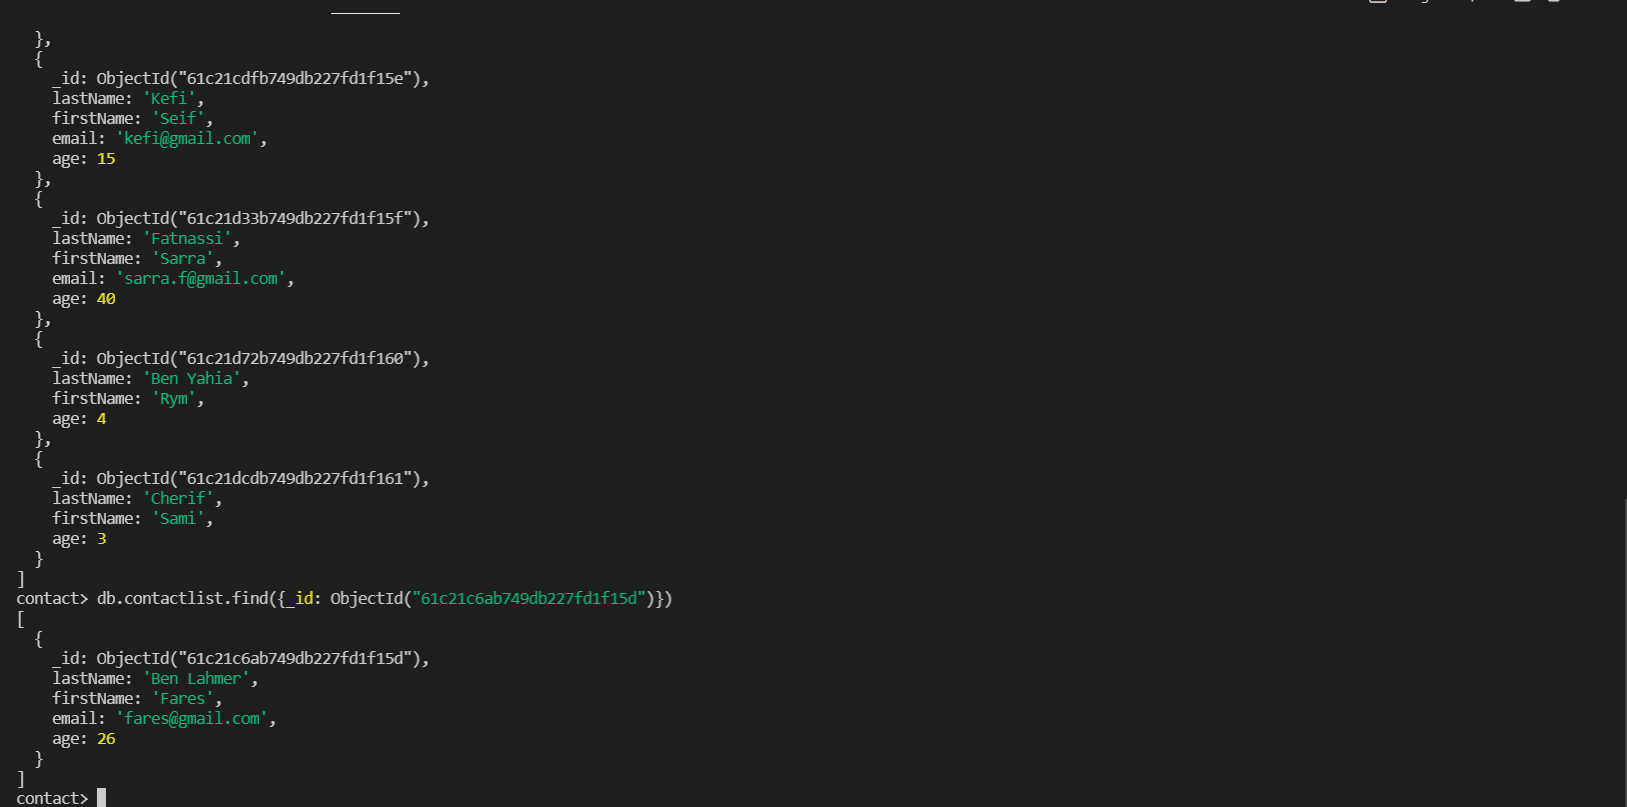 },
  {
    _id: ObjectId("61c21cdfb749db227fd1f15e"),
    lastName: 'Kefi',
    firstName: 'Seif',
    email: 'kefi@gmail.com',
    age: 15
  },
  {
    _id: ObjectId("61c21d33b749db227fd1f15f"),
    lastName: 'Fatnassi',
    firstName: 'Sarra',
    email: 'sarra.f@gmail.com',
    age: 40
  },
  {
    _id: ObjectId("61c21d72b749db227fd1f160"),
    lastName: 'Ben Yahia',
    firstName: 'Rym',
    age: 4
  },
  {
    _id: ObjectId("61c21dcdb749db227fd1f161"),
    lastName: 'Cherif',
    firstName: 'Sami',
    age: 3
  }
]
contact> db.contactlist.find({_id: ObjectId("61c21c6ab749db227fd1f15d")})
[
  {
    _id: ObjectId("61c21c6ab749db227fd1f15d"),
    lastName: 'Ben Lahmer',
    firstName: 'Fares',
    email: 'fares@gmail.com',
    age: 26
  }
]
contact>